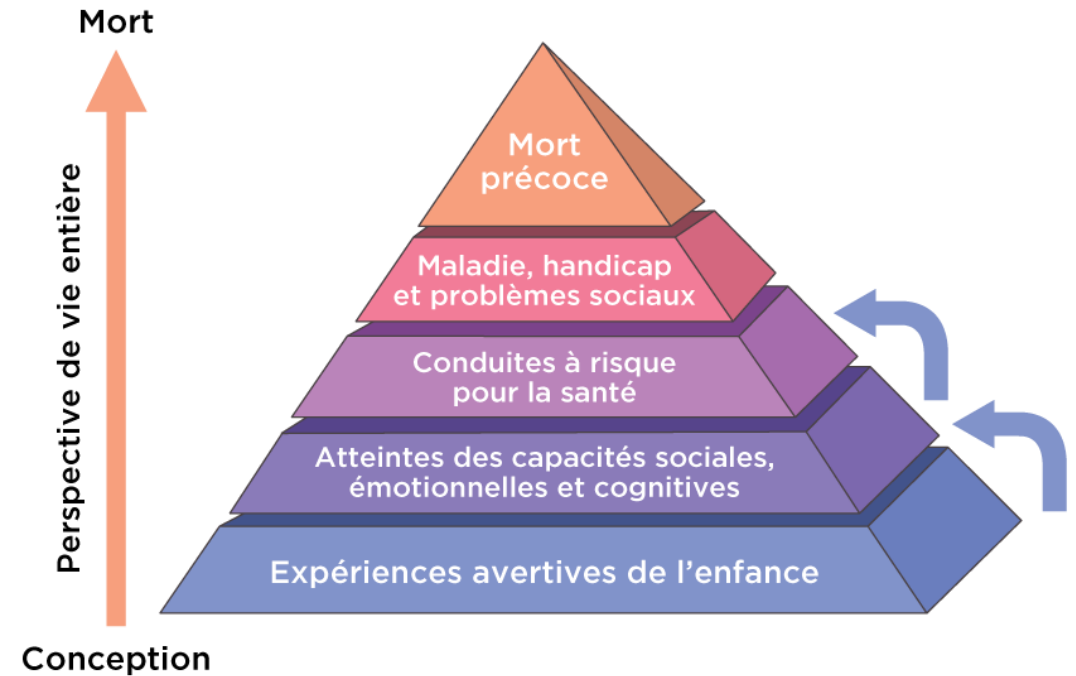 Mort
Perspective de vie entière
Conception
Mort
précoce
Maladie, handicap
et problèmes sociaux
Conduites à risque
pour la santé
Atteintes des capacités sociales,
émotionnelles et cognitives
Expériences avertives de l’enfance